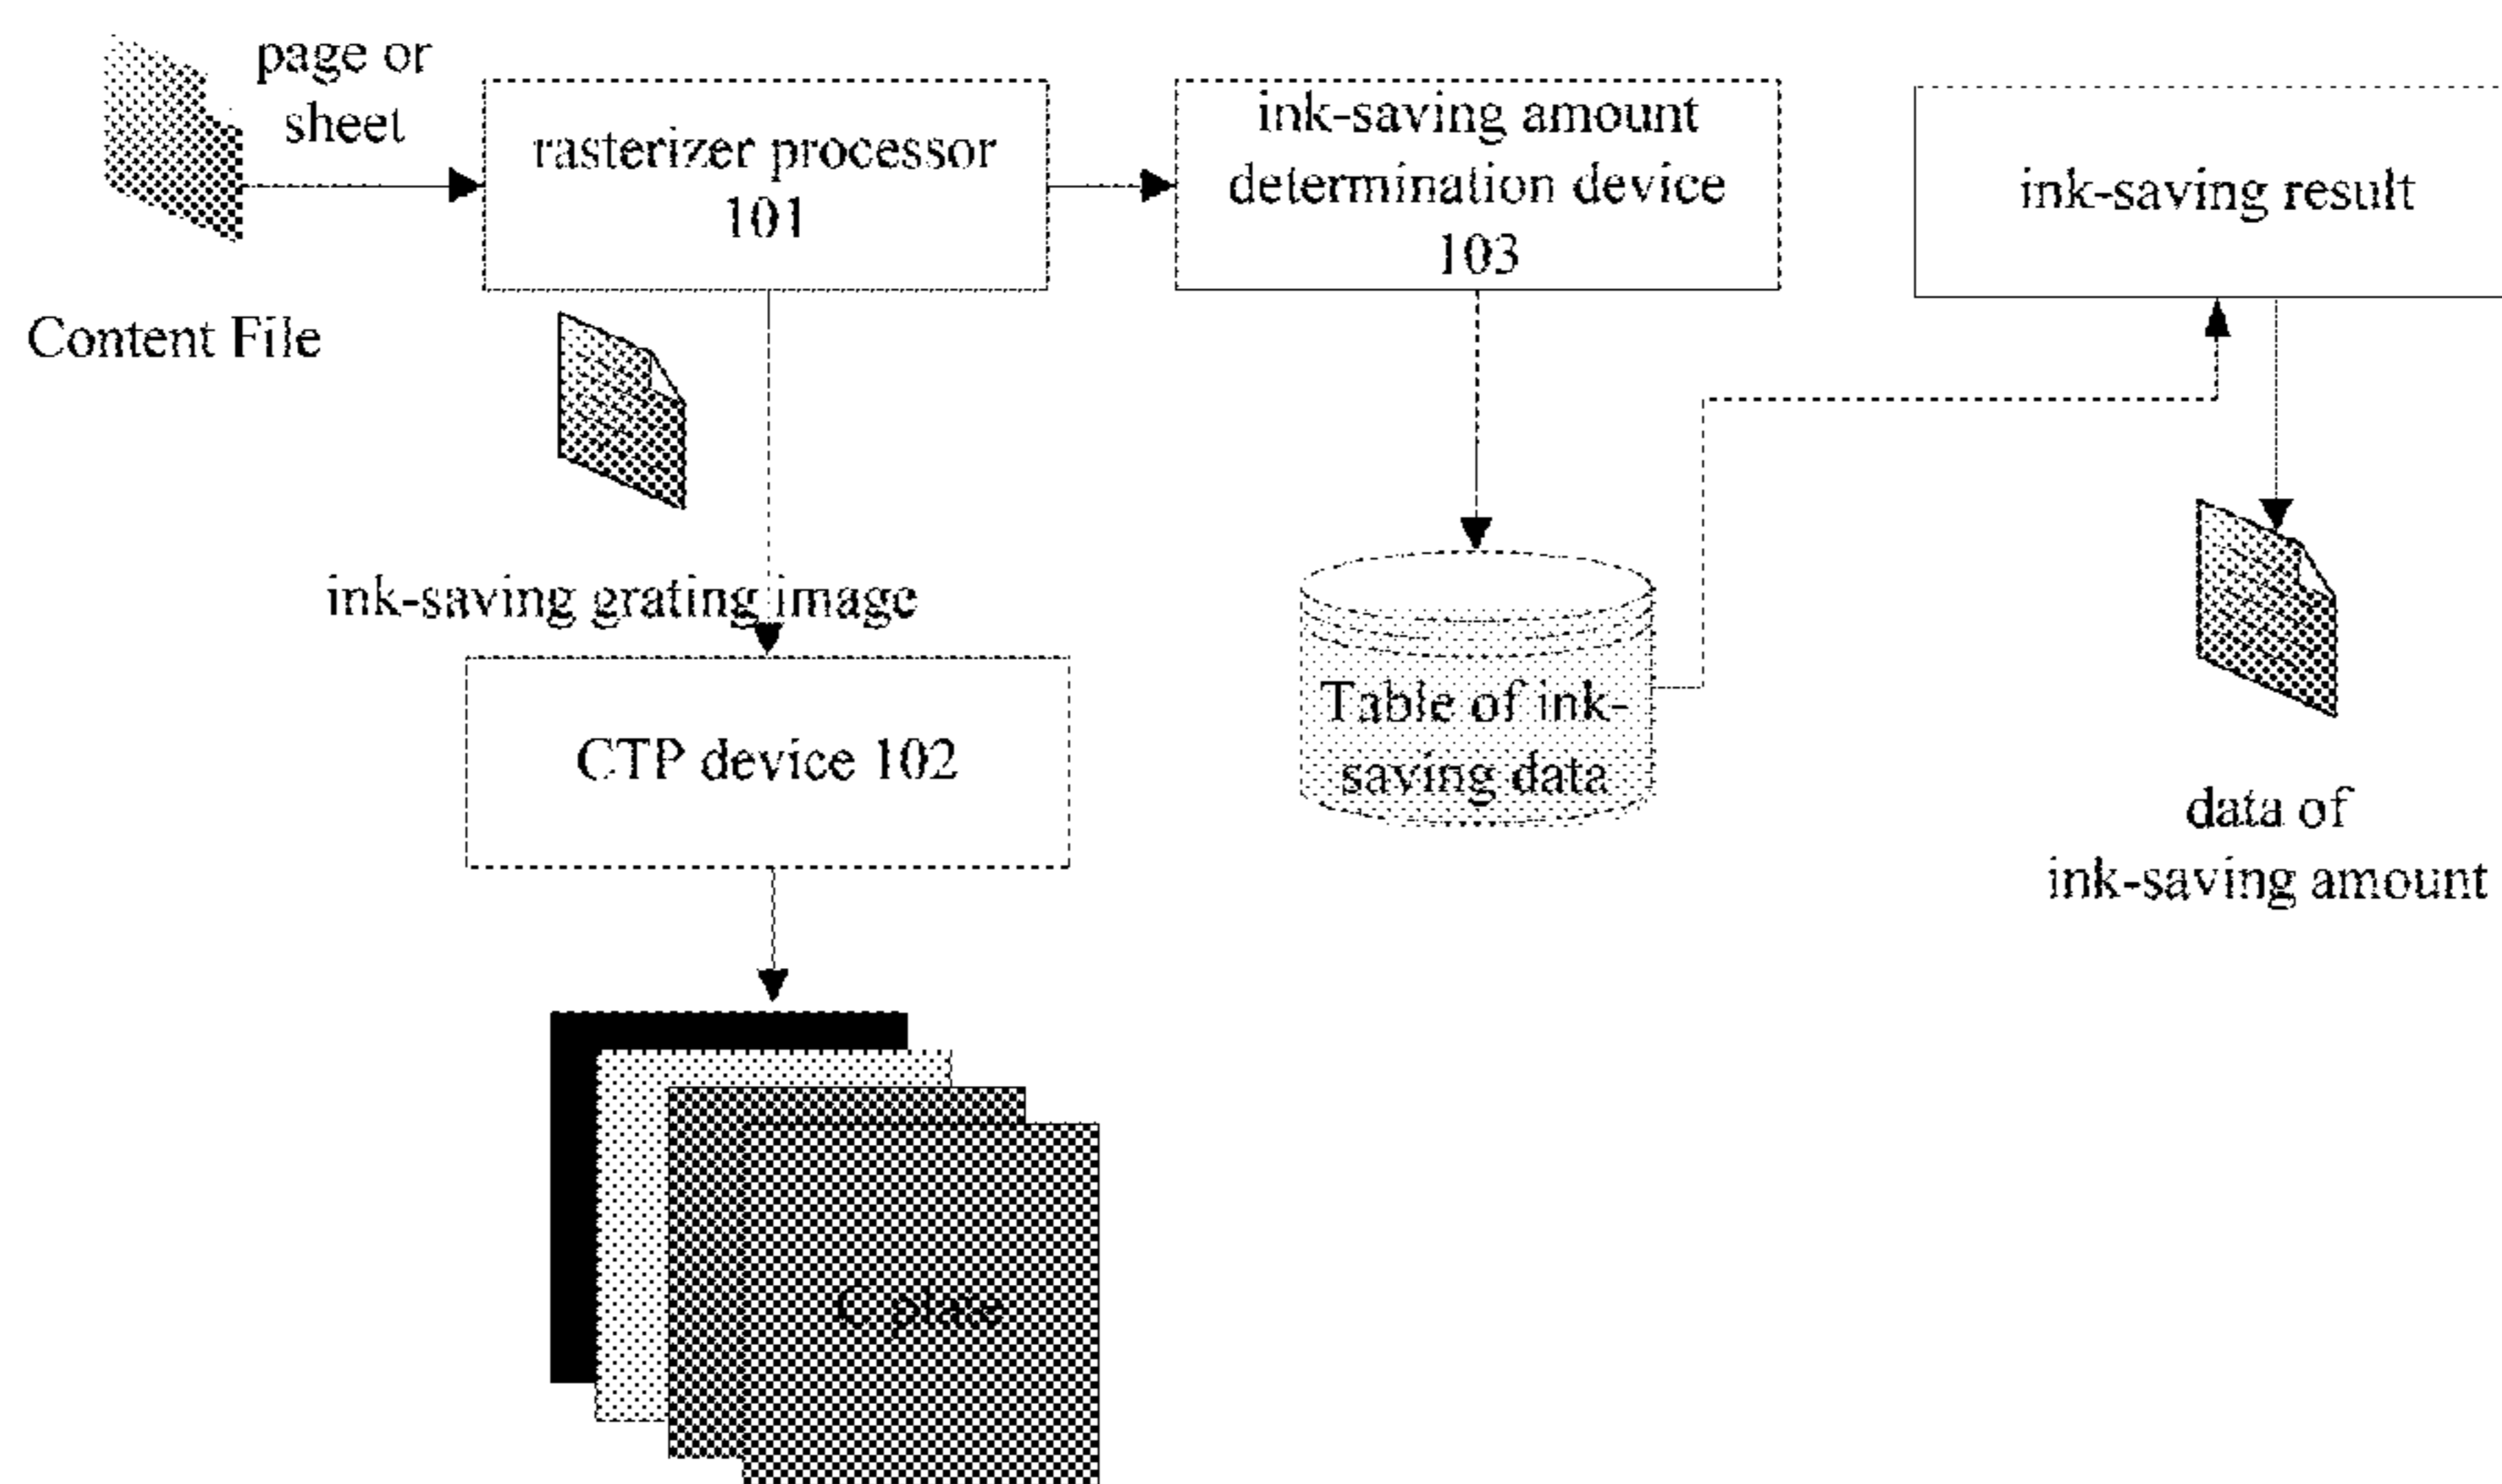 page or
sheet
Content File
rasterizer processor
101
ink-saving amount
determination device
103
ink-saving result
ink-saving grating image
CTP device 102
Table of ink-
saving data
data of
ink-saving amount
C plate